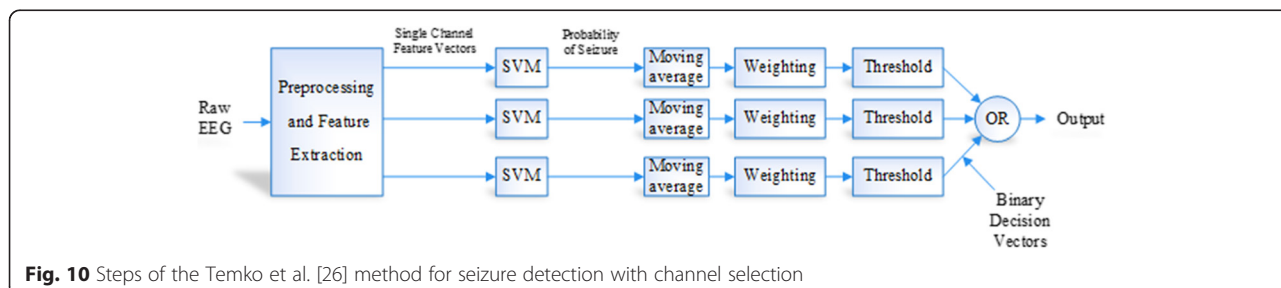 Single Channel
Feature Vectors
Probability
of Seizure
Raw
EEG
Preprocessing
and Feature
Extraction
SVM
Moving
average
Weighting
Threshold
SVM
Moving
average
Weighting
Threshold
OR
Output
SVM
Moving
average
Weighting
Threshold
Binary
Decision
Vectors
Fig. 10 Steps of the Temko et al. [26] method for seizure detection with channel selection